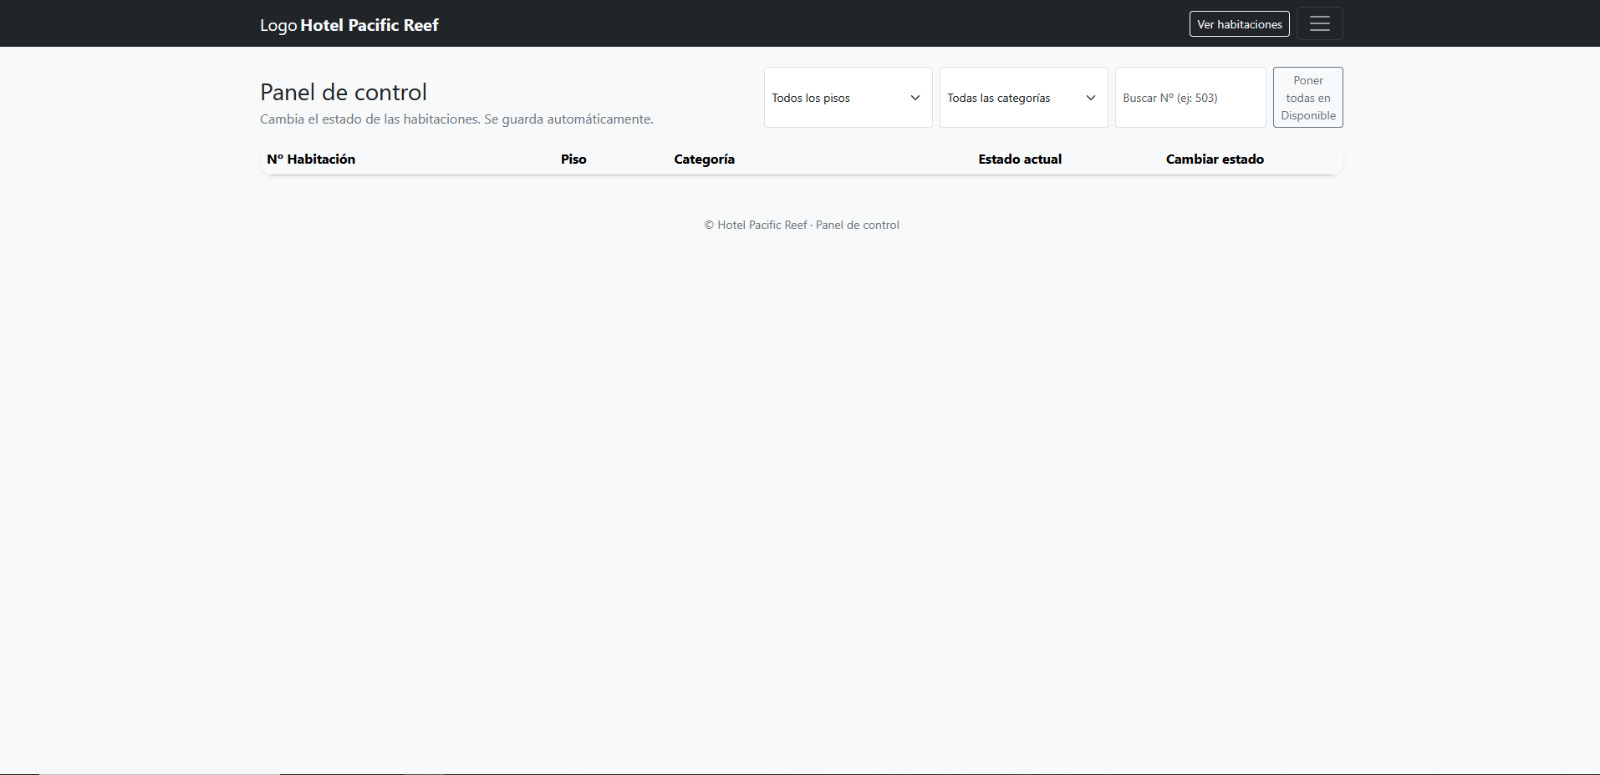 Logo Hotel Pacific Reef
Ver habitaciones
Panel de control
Cambia el estado de las habitaciones. Se guarda automáticamente.
Todos los pisos
Todas las categorías
Buscar Nº (ej: 503)
Poner
todas en
Disponible
Nº Habitación Piso Categoría Estado actual Cambiar estado
© Hotel Pacific Reef · Panel de control